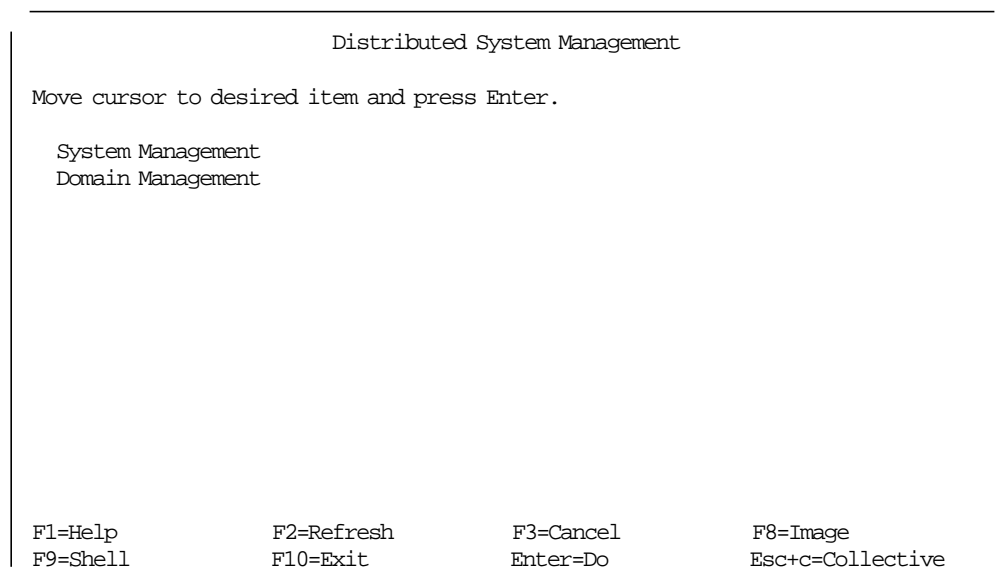 Distributed System Management
Move cursor to desired item and press Enter.
System Management
Domain Management
F1=Help F2=Refresh F3=Cancel F8=Image
F9=Shell F10=Exit Enter=Do Esc+c=Collective